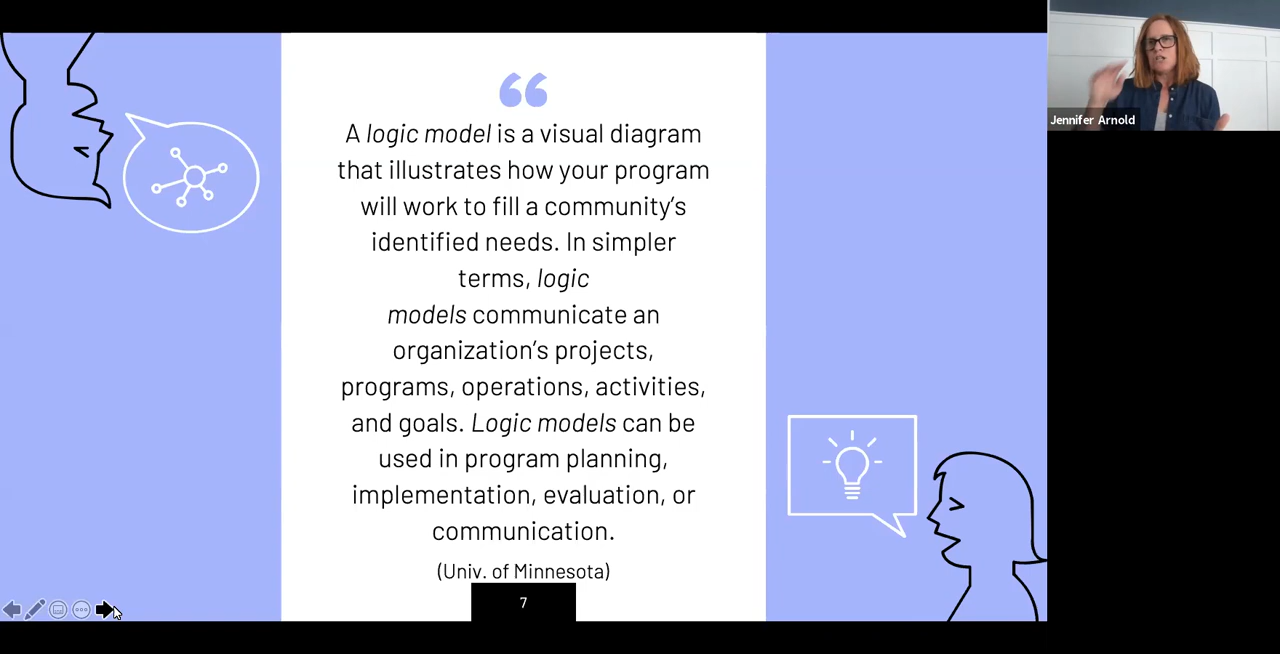 Jennifer Arnold
“
A logic model is a visual diagram
that illustrates how your program
will work to fill a community’s
identified needs. In simpler
terms, logic
models communicate an
organization’s projects,
programs, operations, activities,
and goals. Logic models can be
used in program planning,
implementation, evaluation, or
communication.
(Univ. of Minnesota)
7